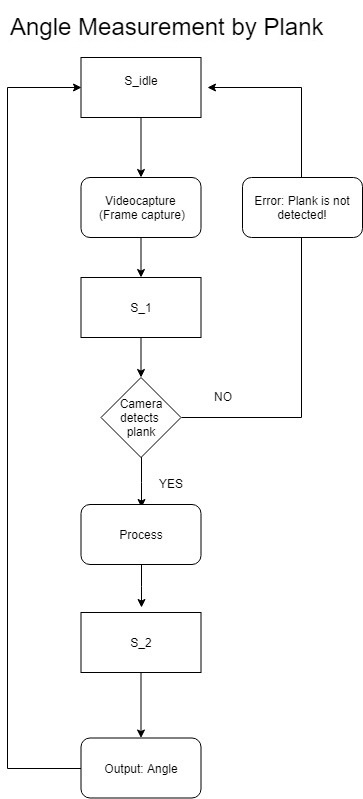 Angle Measurement by Plank
S_idle
Videocapture
(Frame capture)
Error: Plank is not
detected!
S_1
Camera
detects
plank
NO
YES
Process
S_2
Output: Angle